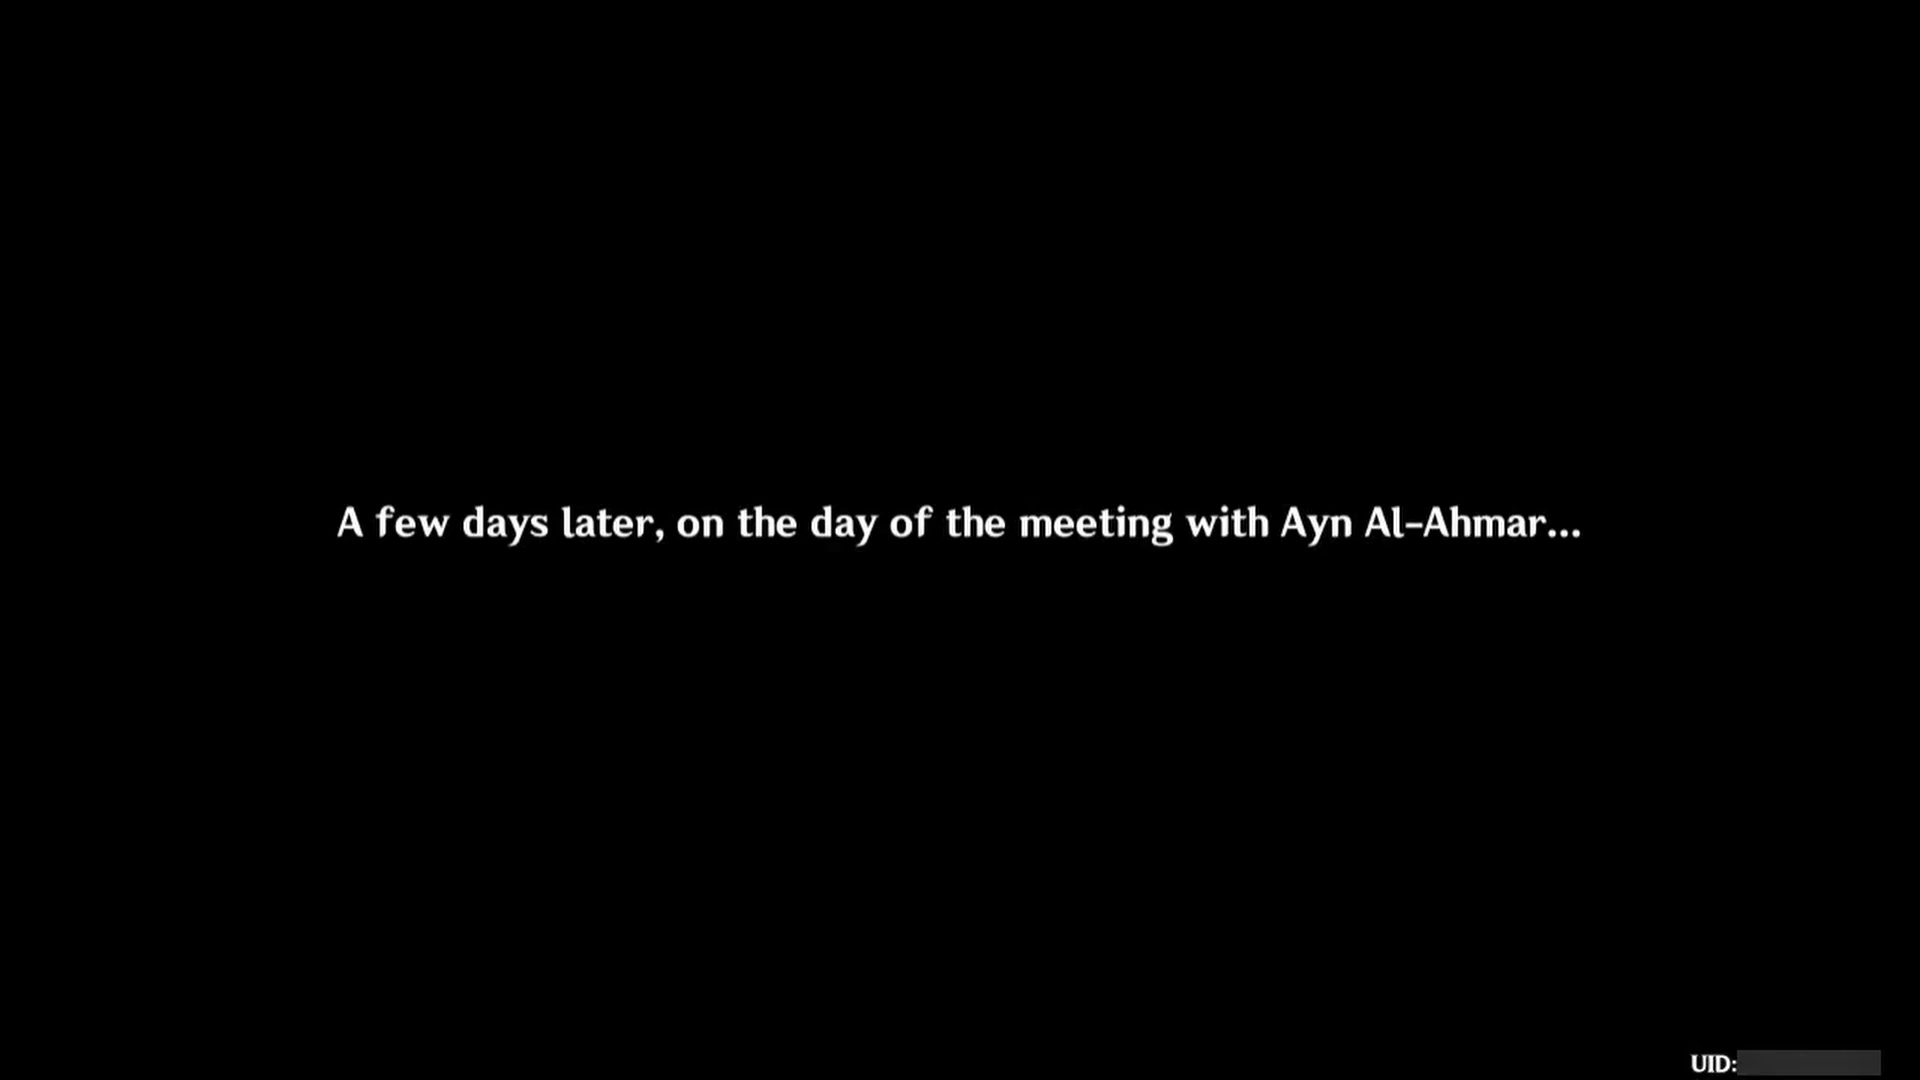 A few days later, on the day of the meeting with Ayn Al-Ahmar...
UID: